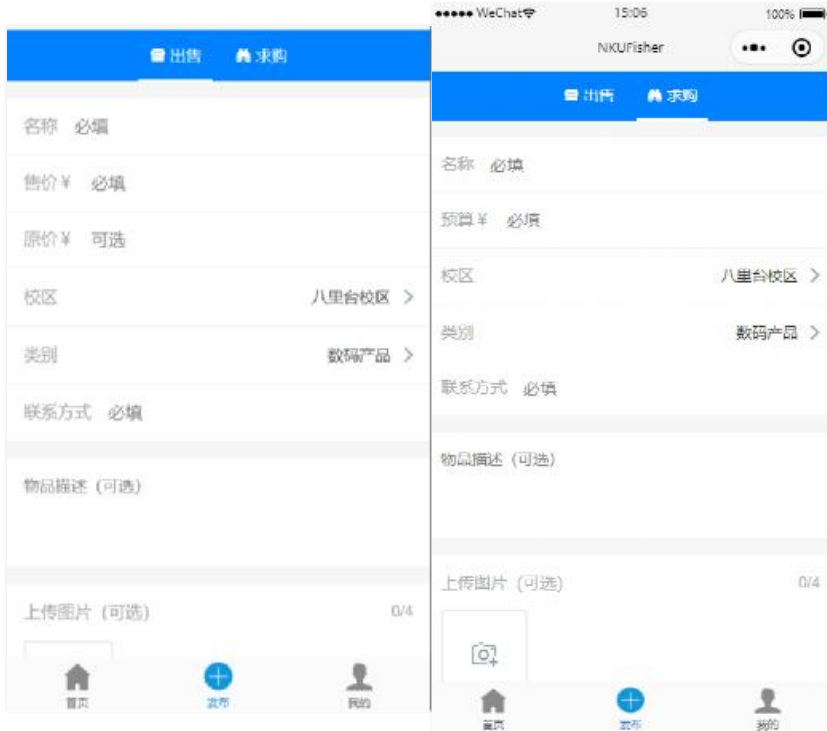 出售 求购
名称 必填
售价¥ 必填
原价¥ 可选
校区 八里台校区 >
类别 数码产品 >
联系方式 必填
物品描述 (可选)
上传图片 (可选) 0/4
首页 发布 我的
WeChat 15:06 100%
NKUFisher
出售 求购
名称 必填
预算¥ 必填
校区 八里台校区 >
类别 数码产品 >
联系方式 必填
物品描述 (可选)
上传图片 (可选) 0/4
首页 发布 我的